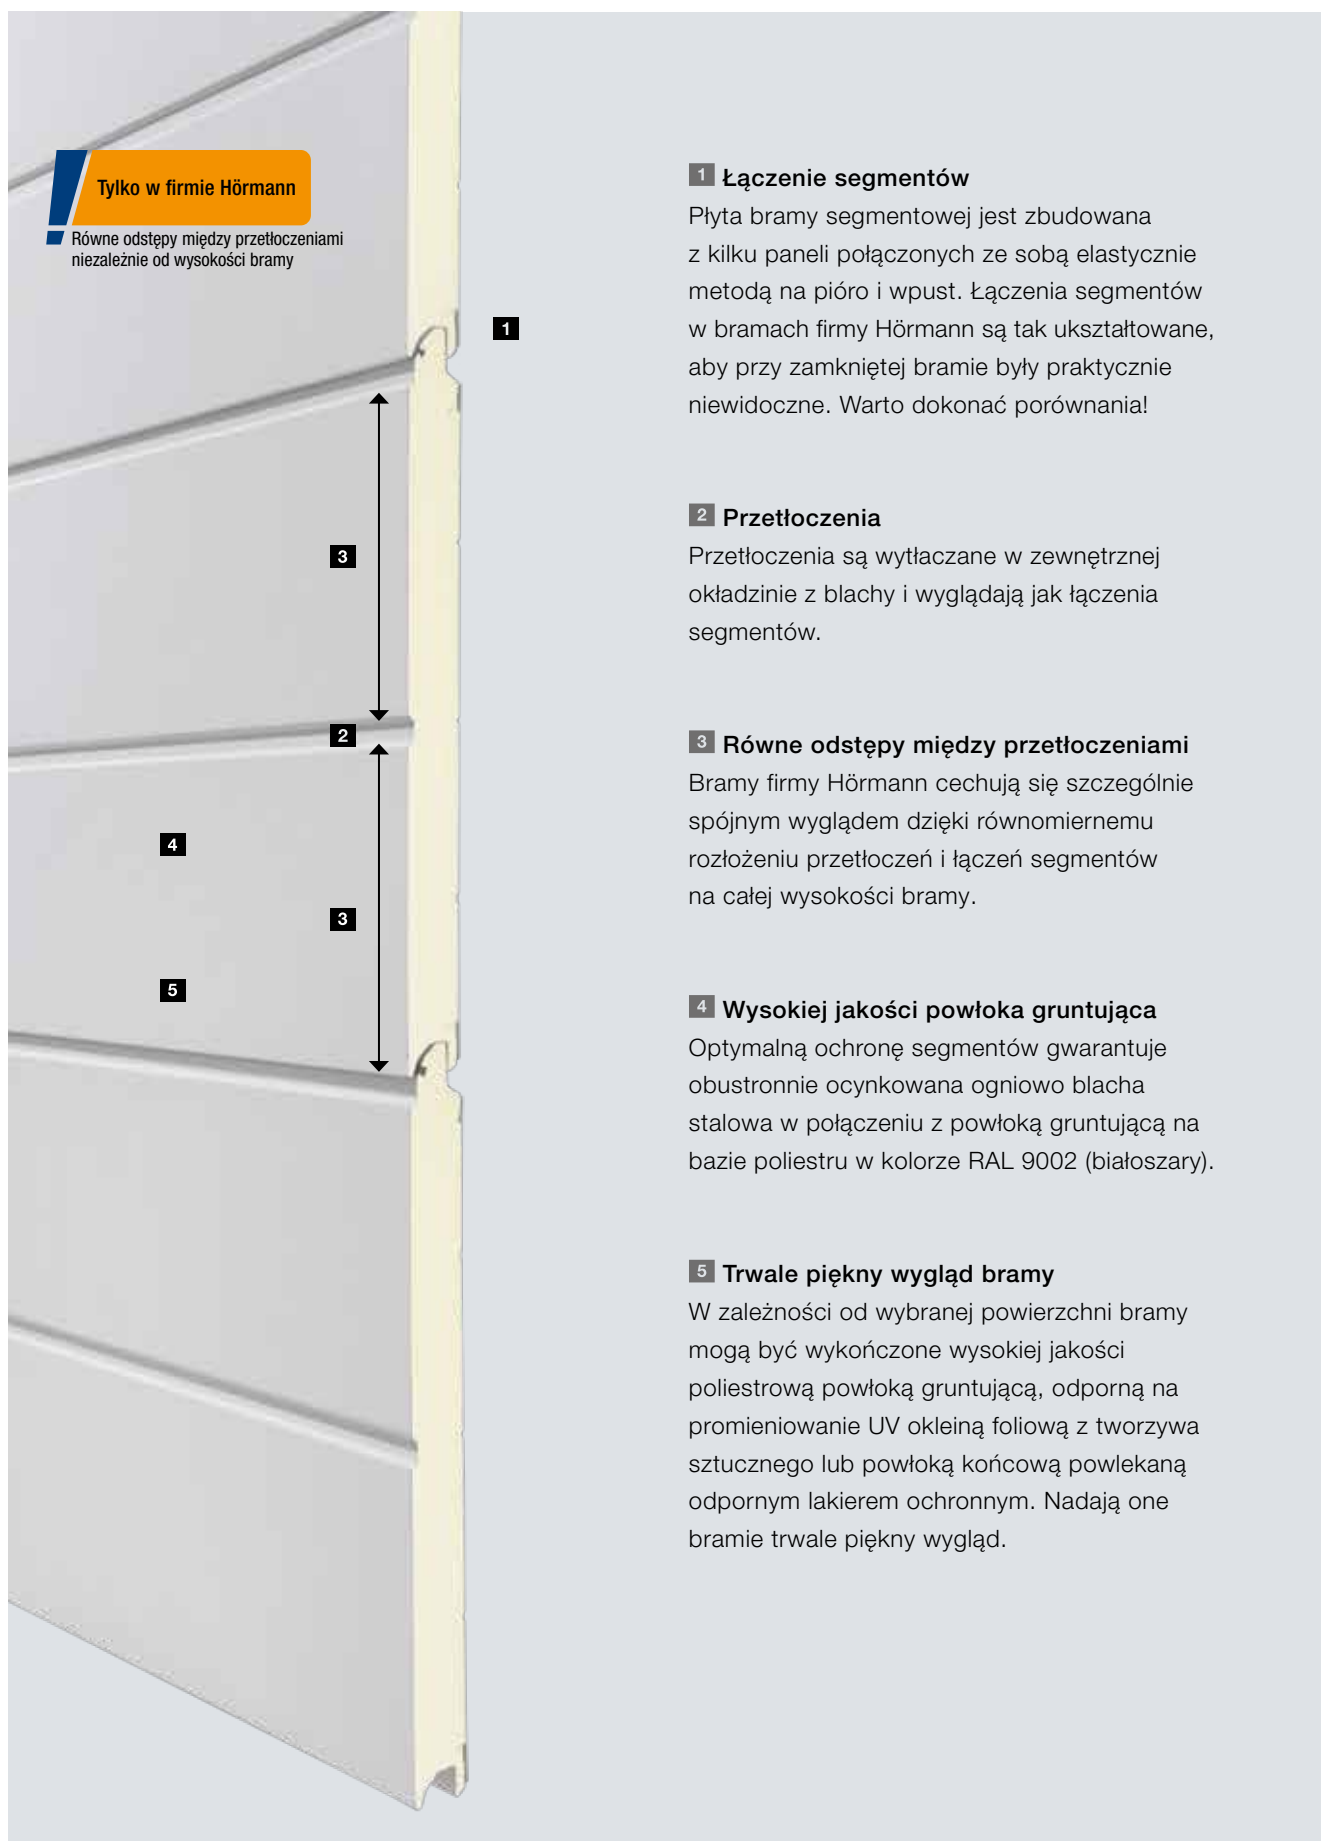 Tylko w firmie Hörmann
Równe odstępy między przetłoczeniami
niezależnie od wysokości bramy
1
3
2
4
3
5
1 Łączenie segmentów
Płyta bramy segmentowej jest zbudowana
z kilku paneli połączonych ze sobą elastycznie
metodą na pióro i wpust. Łączenia segmentów
w bramach firmy Hörmann są tak ukształtowane,
aby przy zamkniętej bramie były praktycznie
niewidoczne. Warto dokonać porównania!
2 Przetłoczenia
Przetłoczenia są wytłaczane w zewnętrznej
okładzinie z blachy i wyglądają jak łączenia
segmentów.
3 Równe odstępy między przetłoczeniami
Bramy firmy Hörmann cechują się szczególnie
spójnym wyglądem dzięki równomiernemu
rozłożeniu przetłoczeń i łączeń segmentów
na całej wysokości bramy.
4 Wysokiej jakości powłoka gruntująca
Optymalną ochronę segmentów gwarantuje
obustronnie ocynkowana ogniowo blacha
stalowa w połączeniu z powłoką gruntującą na
bazie poliestru w kolorze RAL 9002 (białoszary).
5 Trwale piękny wygląd bramy
W zależności od wybranej powierzchni bramy
mogą być wykończone wysokiej jakości
poliestrową powłoką gruntującą, odporną na
promieniowanie UV okleiną foliową z tworzywa
sztucznego lub powłoką końcową powlekaną
odpornym lakierem ochronnym. Nadają one
bramie trwale piękny wygląd.